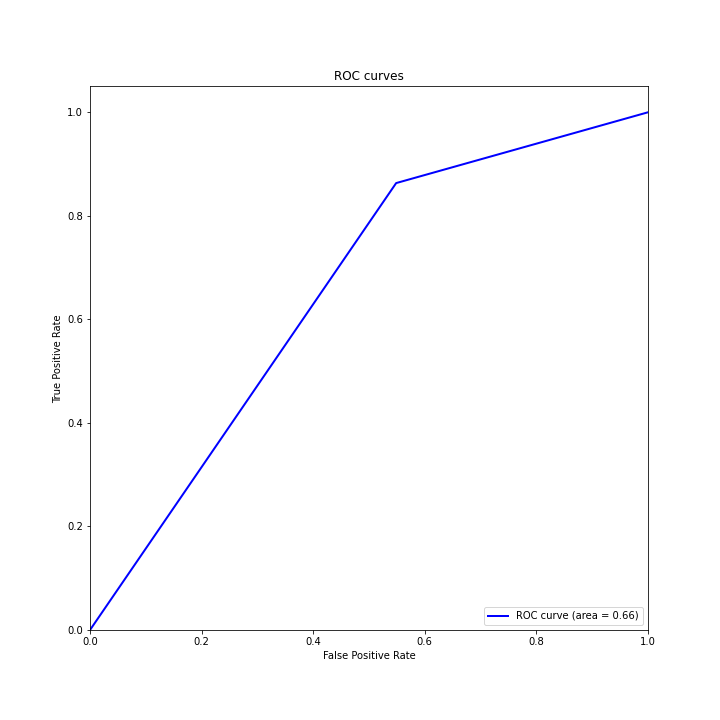 ROC curves
1.0
0.8
0.6
0.4
0.2
0.0
True Positive Rate
ROC curve (area = 0.66)
0.0 0.2 0.4 0.6 0.8 1.0
False Positive Rate